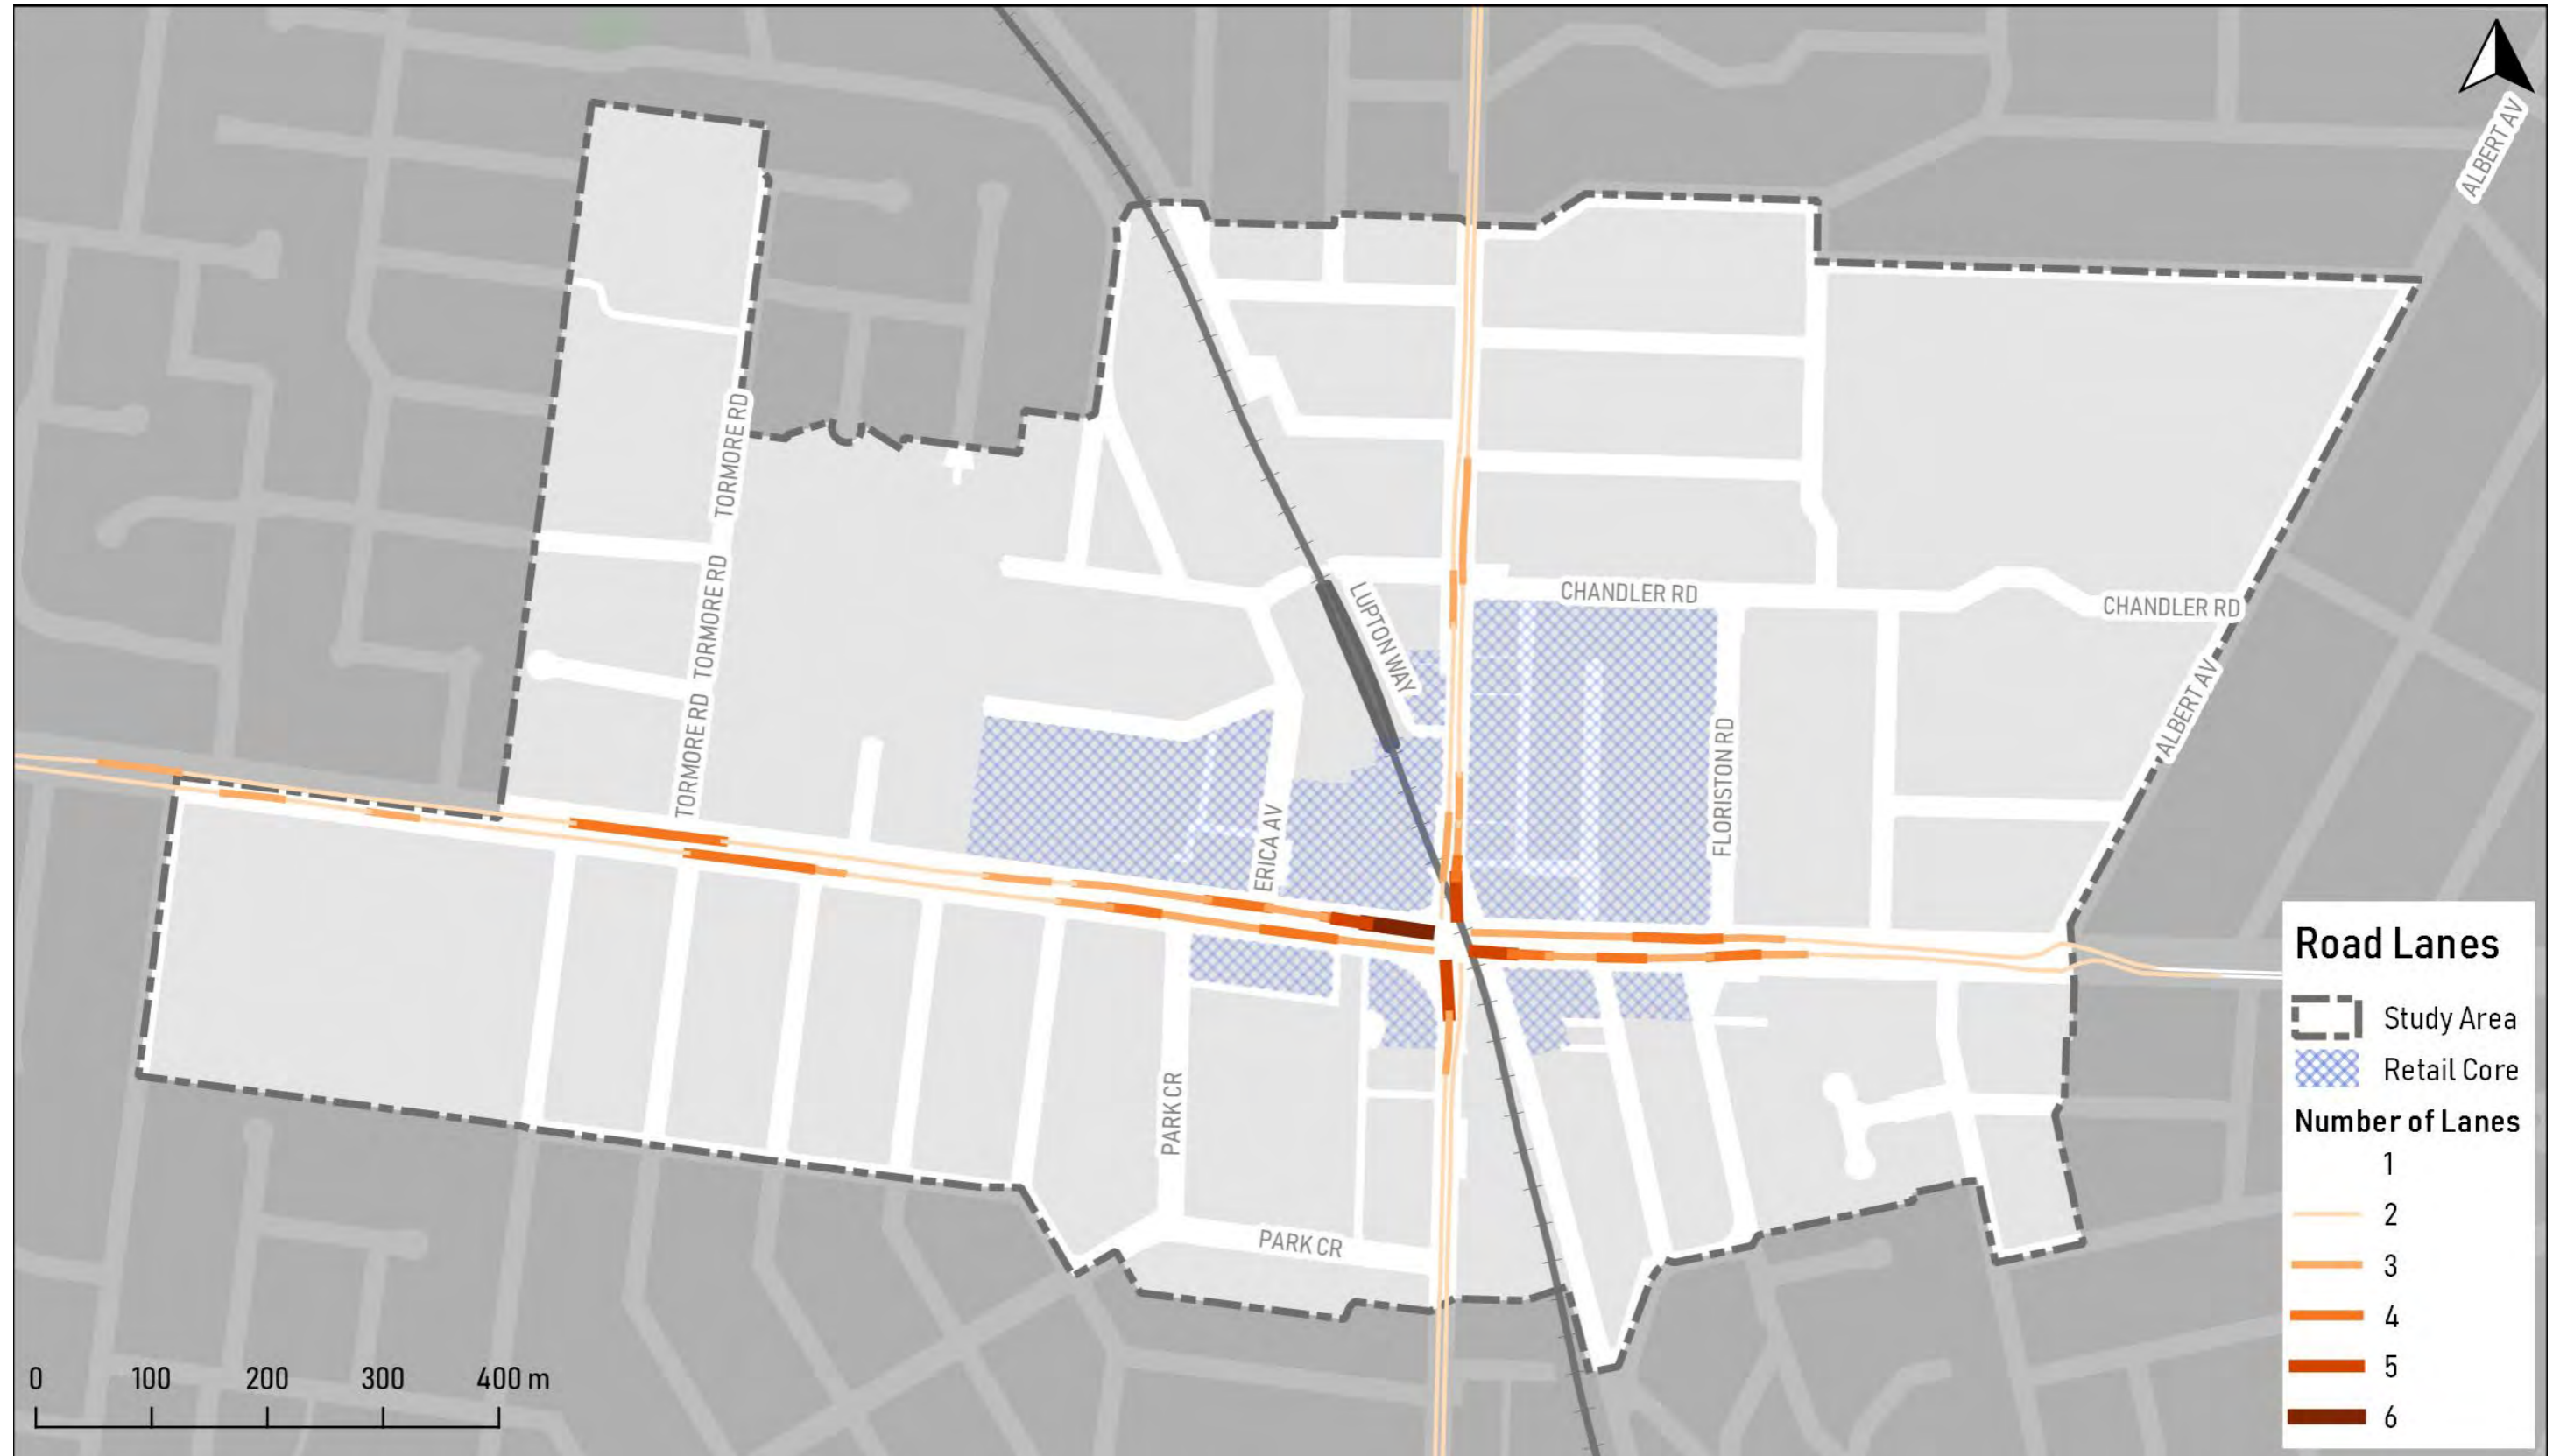 ALBERT AV
TORMORE RD
TORMORE RD
TORMORE RD
LUPTON WAY
CHANDLER RD
CHANDLER RD
ALBERT AV
FLORISTON RD
ERICA AV
PARK CR
PARK CR
0 100 200 300 400 m
Road Lanes
Study Area
Retail Core
Number of Lanes
1
2
3
4
5
6